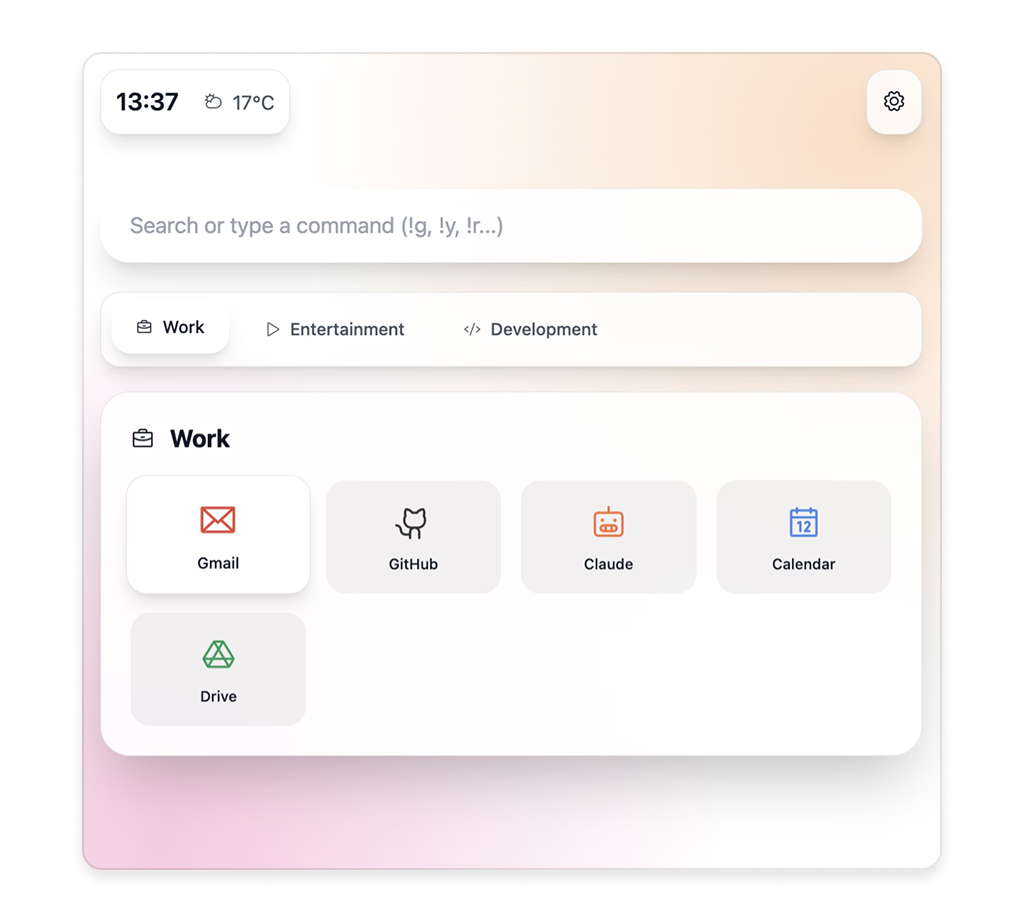 13:37 17°C
Search or type a command (!g, !y, !r...)
Work Entertainment </> Development
Work
Gmail GitHub Claude 12 Calendar
Drive